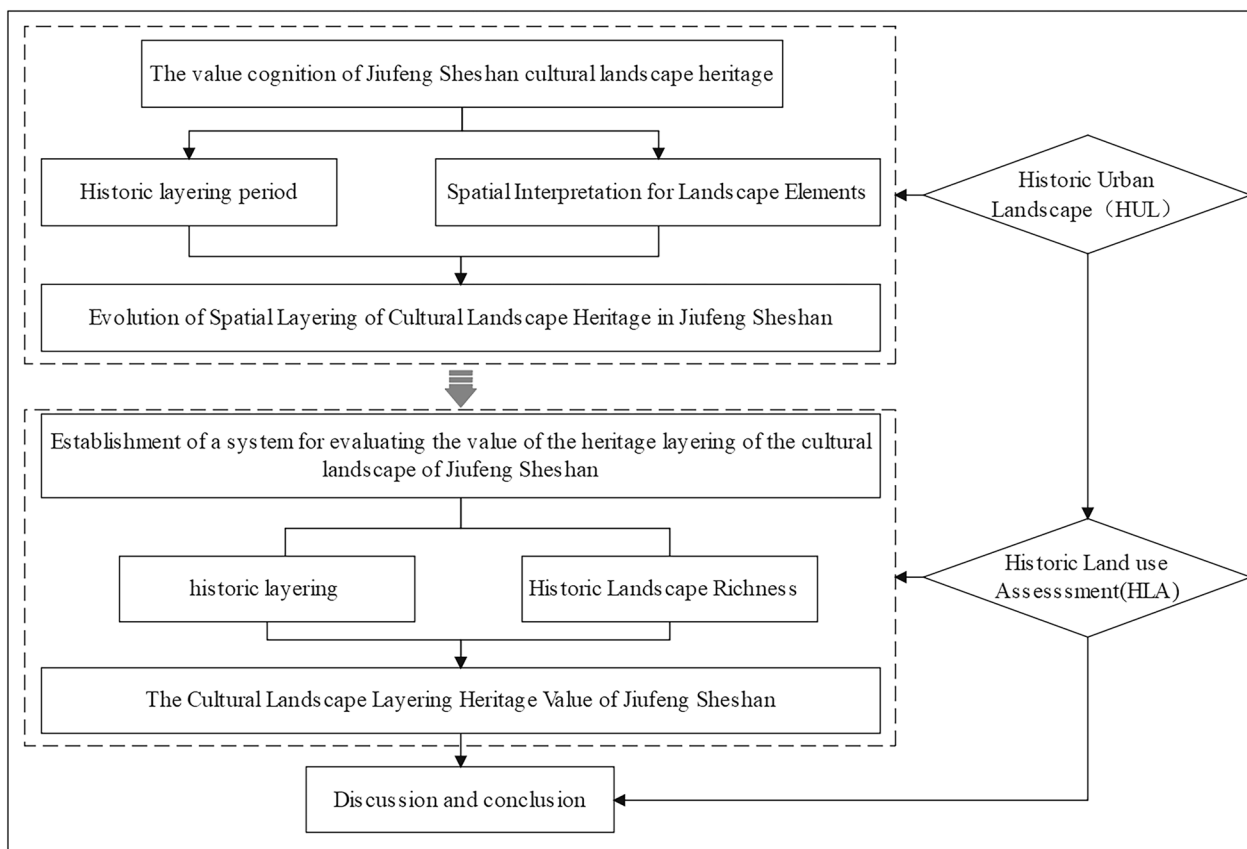 The value cognition of Jiufeng Sheshan cultural landscape heritage
Historic layering period
Spatial Interpretation for Landscape Elements
Historic Urban
Landscape（HUL）
Evolution of Spatial Layering of Cultural Landscape Heritage in Jiufeng Sheshan
Establishment of a system for evaluating the value of the heritage layering of the cultural
landscape of Jiufeng Sheshan
historic layering
Historic Landscape Richness
Historic Land use
Assesssment(HLA)
The Cultural Landscape Layering Heritage Value of Jiufeng Sheshan
Discussion and conclusion